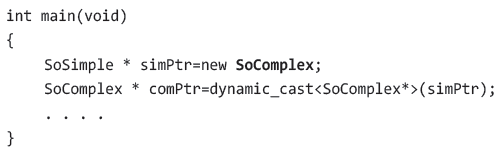 int main(void)
{
    SoSimple * simPtr=new SoComplex;
    SoComplex * comPtr=dynamic_cast<SoComplex*>(simPtr);
    . . . .
}